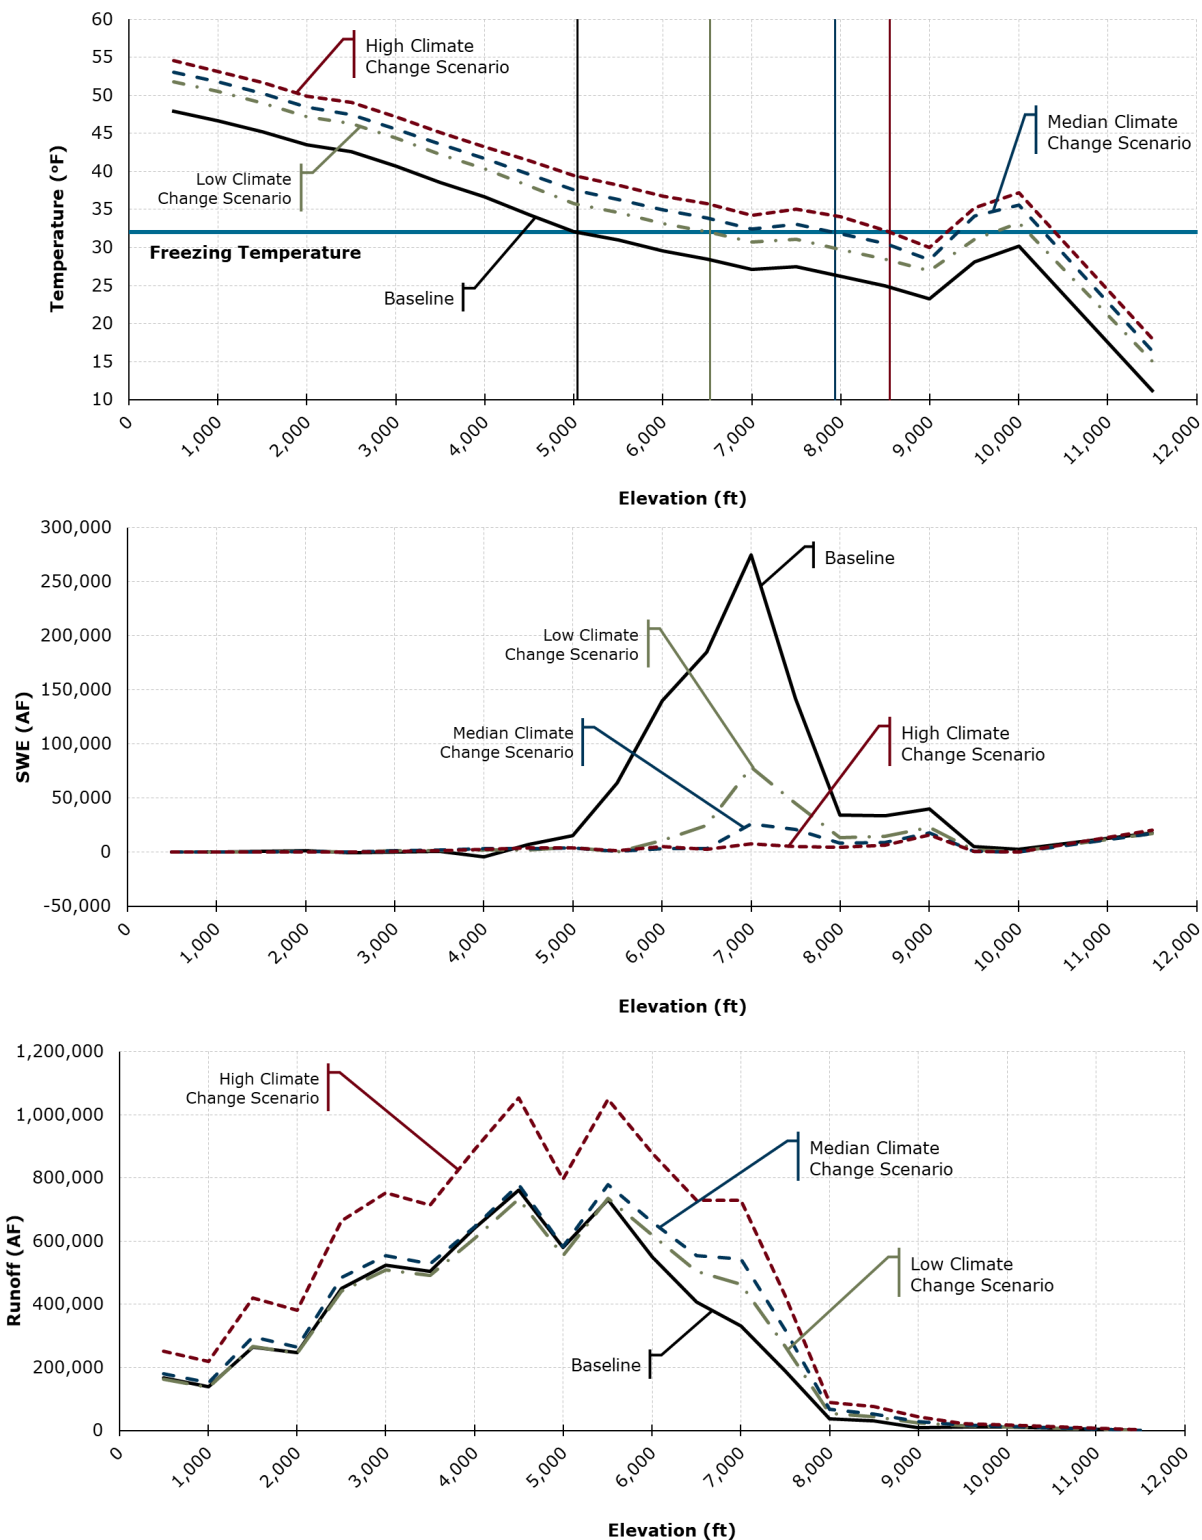 60
55
50
45
40
35
30
25
20
15
10
Temperature (°F)
High Climate
Change Scenario
Low Climate
Change Scenario
Median Climate
Change Scenario
Freezing Temperature
Baseline
0
1,000
2,000
3,000
4,000
5,000
6,000
7,000
8,000
9,000
10,000
11,000
12,000
Elevation (ft)
300,000
250,000
200,000
150,000
100,000
50,000
0
-50,000
SWE (AF)
Baseline
Low Climate
Change Scenario
Median Climate
Change Scenario
High Climate
Change Scenario
0
1,000
2,000
3,000
4,000
5,000
6,000
7,000
8,000
9,000
10,000
11,000
12,000
Elevation (ft)
1,200,000
1,000,000
800,000
600,000
400,000
200,000
0
Runoff (AF)
High Climate
Change Scenario
Median Climate
Change Scenario
Low Climate
Change Scenario
Baseline
0
1,000
2,000
3,000
4,000
5,000
6,000
7,000
8,000
9,000
10,000
11,000
12,000
Elevation (ft)